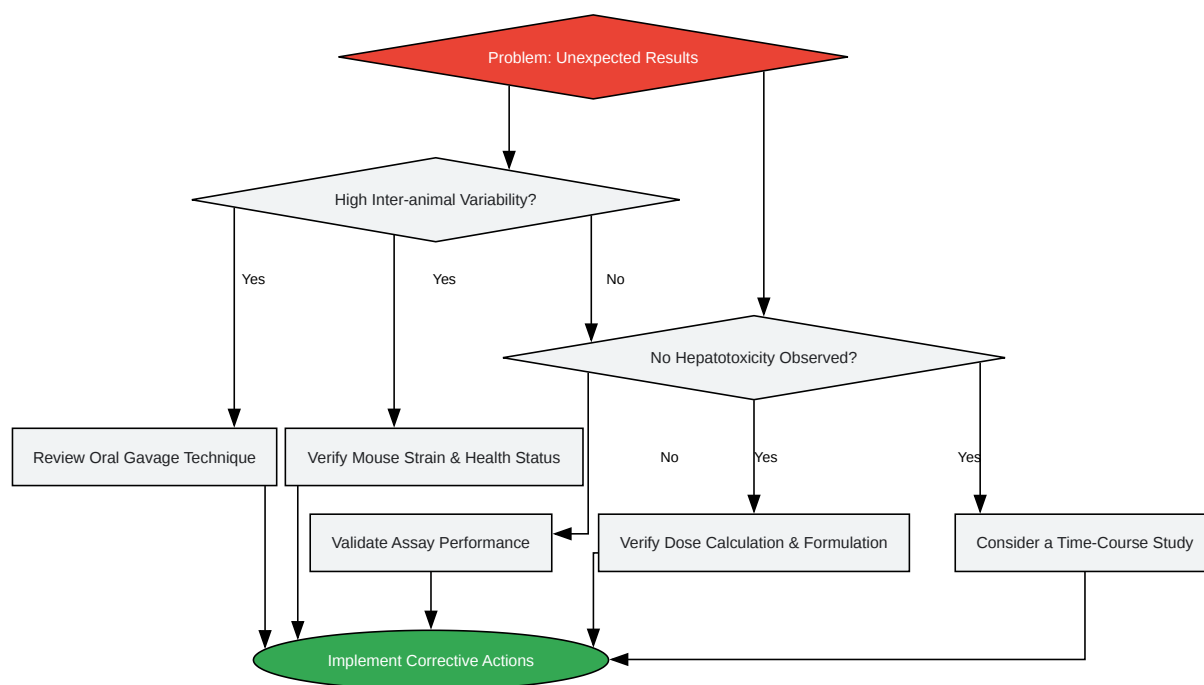 Problem: Unexpected Results
High Inter-animal Variability?
Yes
Yes
No
No Hepatotoxicity Observed?
Review Oral Gavage Technique
Verify Mouse Strain & Health Status
No
Yes
Yes
Validate Assay Performance
Verify Dose Calculation & Formulation
Consider a Time-Course Study
Implement Corrective Actions